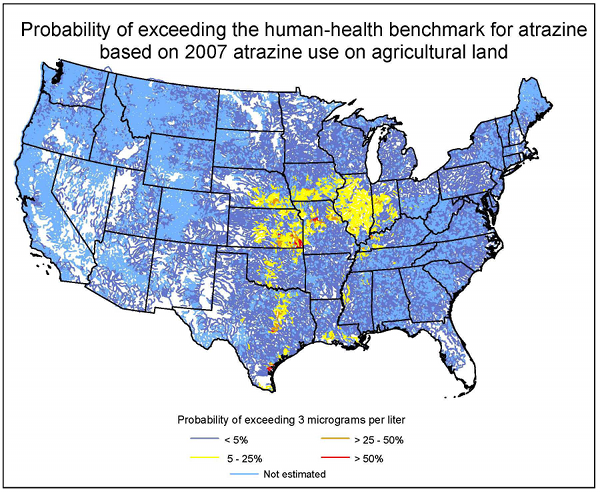 Probability of exceeding the human-health benchmark for atrazine
based on 2007 atrazine use on agricultural land
Probability of exceeding 3 micrograms per liter
< 5%
> 25 - 50%
5 - 25%
> 50%
Not estimated